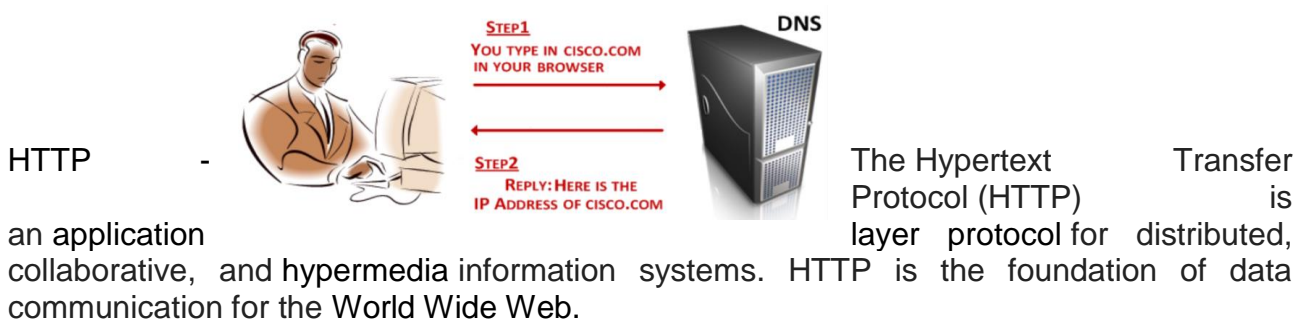 STEP1
YOU TYPE IN CISCO.COM
IN YOUR BROWSER
DNS
STEP2
REPLY: HERE IS THE
IP ADDRESS OF CISCO.COM
HTTP - The Hypertext Transfer
Protocol (HTTP) is
an application layer protocol for distributed,
collaborative, and hypermedia information systems. HTTP is the foundation of data
communication for the World Wide Web.